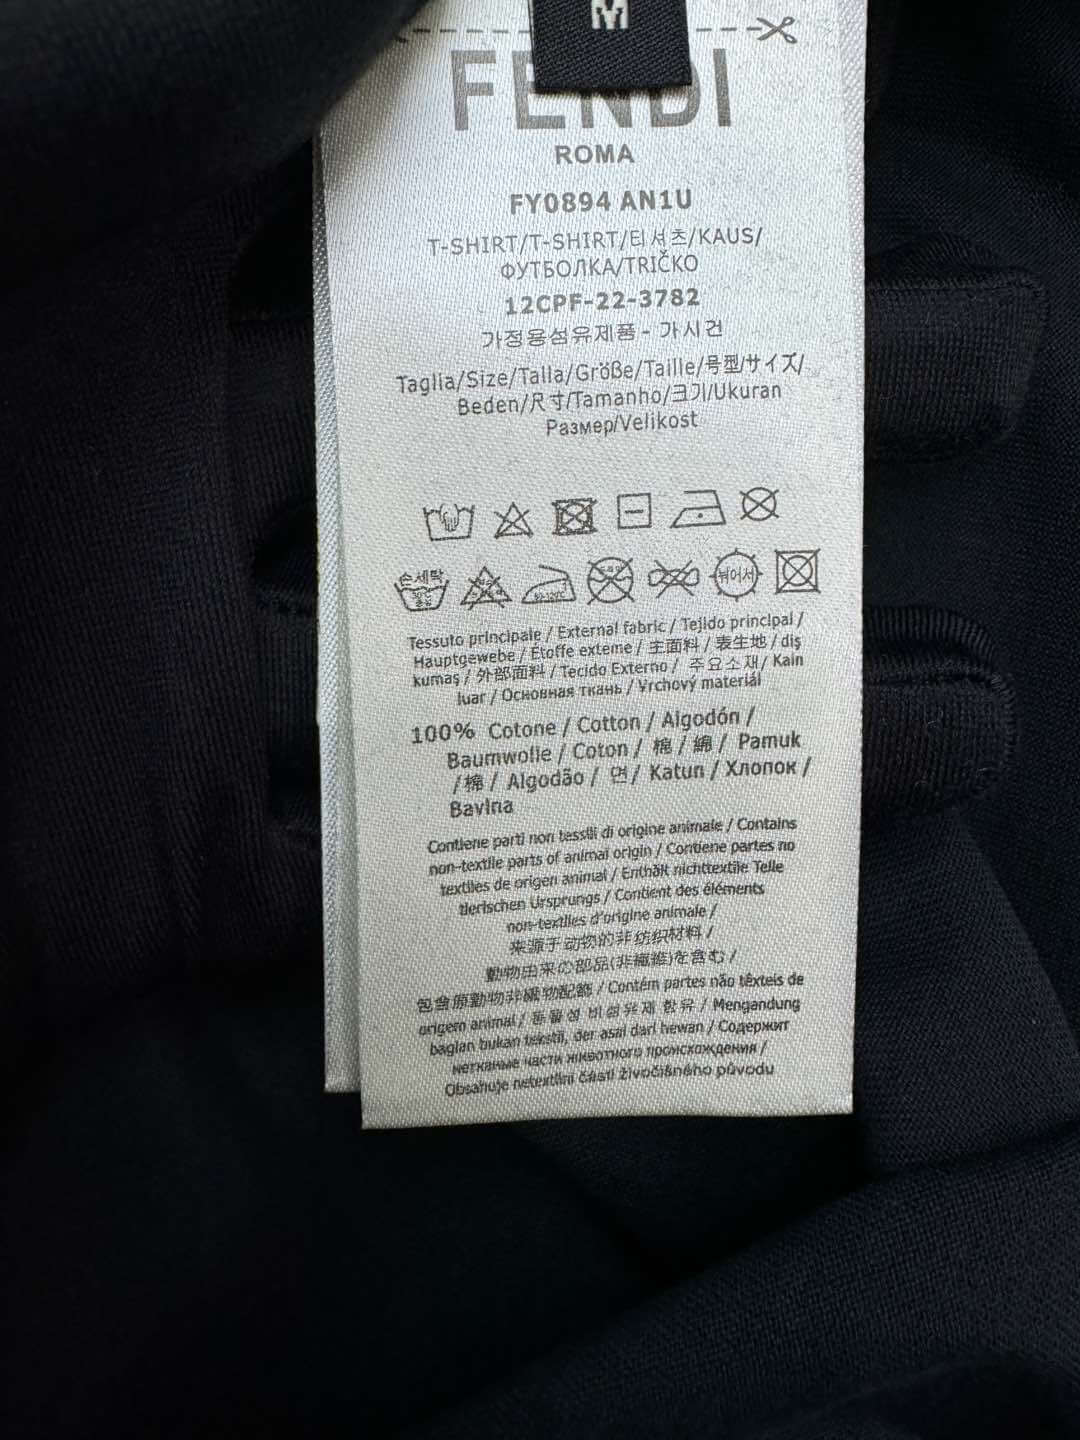 M
FENDI
ROMA
FY0894 AN1U
T-SHIRT/T-SHIRT/티셔츠/KAUS/
ФУТБОЛКА/TRIČKO
12CPF-22-3782
가정용섬유제품 - 가시건
Taglia/Size/Talla/Größe/Taille/号型/サイズ/
Beden/尺寸/Tamanho/크기/Ukuran
Размер/Velikost
손세탁 중성
뀌어서
Tessuto principale / External fabric / Tejido principal /
Hauptgewebe / Étoffe externe / 主面料 / 表生地 / dış
kumaş / 外部面料 / Tecido Externo / 주요소재 / Kain
luar / Основная ткань / Vrchový materiál
100% Cotone / Cotton / Algodón /
Baumwolle / Coton / 棉 / 綿 / Pamuk
/ 棉 / Algodão / 면 / Katun / Хлопок /
Bavlna
Contiene parti non tessili di origine animale / Contains
non-textile parts of animal origin / Contiene partes no
textiles de origen animal / Enthält nichttextile Teile
tierischen Ursprungs / Contient des éléments
non-textiles d'origine animale /
来源于动物的非纺织材料 /
動物由来の部品(非繊維)を含む /
包含原動物非織物配飾 / Contém partes não têxteis de
origem animal / 동물성 비섬유제 함유 / Mengandung
bagian bukan tekstil, der asal dari hewan / Содержит
нетканые части животного происхождения /
Obsahuje netextilní části živočišného původu